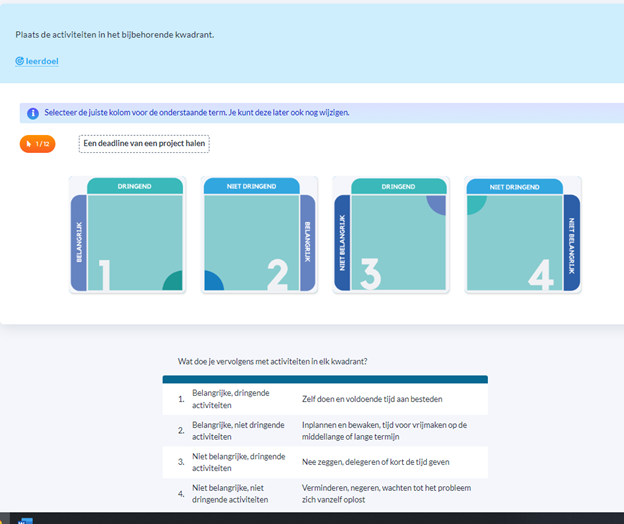 Plaats de activiteiten in het bijbehorende kwadrant.
leerdoel
Selecteer de juiste kolom voor de onderstaande term. Je kunt deze later ook nog wijzigen.
1 / 12
Een deadline van een project halen
DRINGEND
BELANGRIJK
1
NIET DRINGEND
BELANGRIJK
2
DRINGEND
NIET BELANGRIJK
3
NIET DRINGEND
NIET BELANGRIJK
4
Wat doe je vervolgens met activiteiten in elk kwadrant?
1. Belangrijke, dringende activiteiten
Zelf doen en voldoende tijd aan besteden
2. Belangrijke, niet dringende activiteiten
Inplannen en bewaken, tijd voor vrijmaken op de
middellange of lange termijn
3. Niet belangrijke, dringende activiteiten
Nee zeggen, delegeren of kort de tijd geven
4. Niet belangrijke, niet dringende activiteiten
Verminderen, negeren, wachten tot het probleem
zich vanzelf oplost